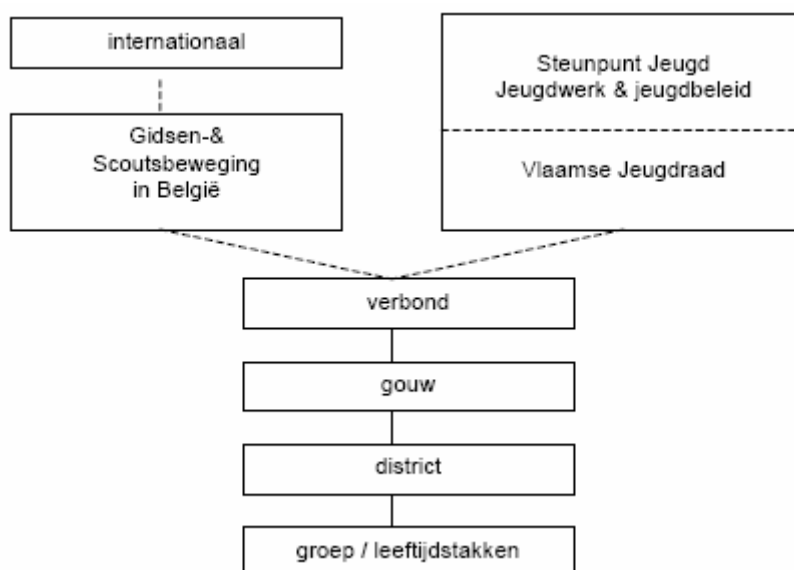 internationaal
Gidsen-&
Scoutsbeweging
in België
Steunpunt Jeugd
Jeugdwerk & jeugdbeleid
Vlaamse Jeugdraad
verbond
gouw
district
groep / leeftijdstakken